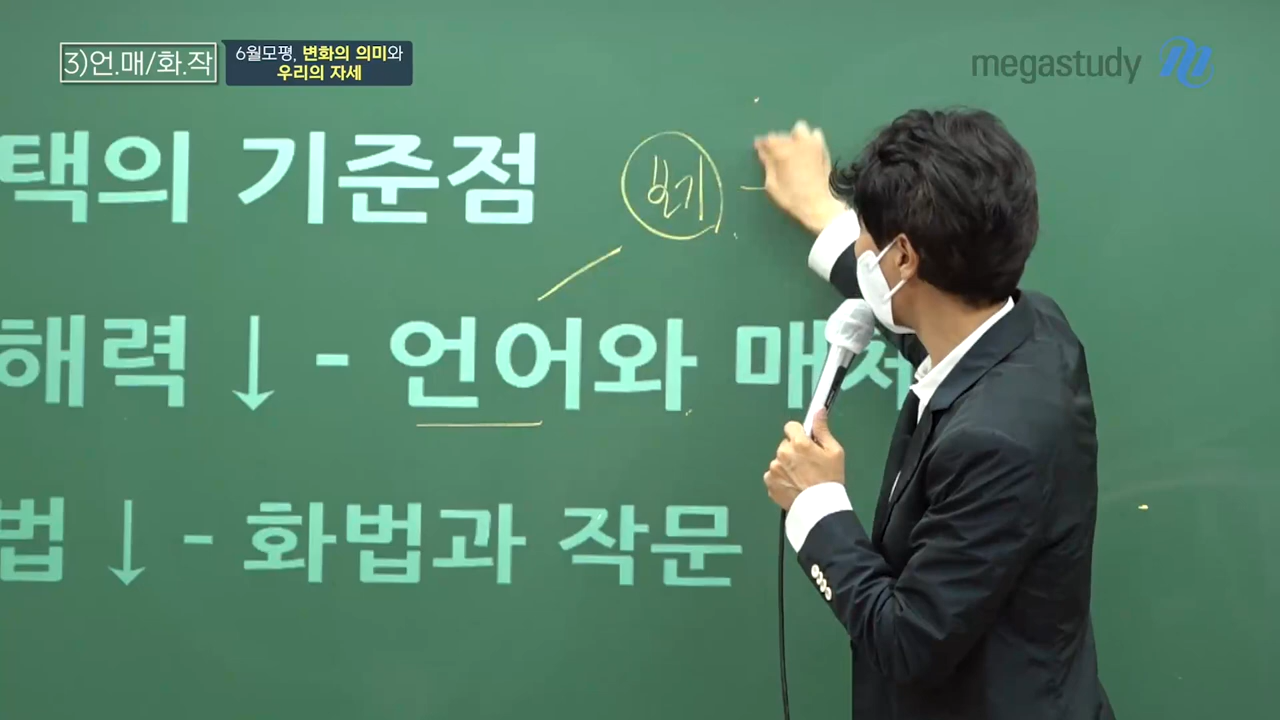 3)언.매/화.작
6월모평, 변화의 의미와
우리의 자세
megastudy
택의 기준점
보기
해력 ↓ - 언어와 매체
법 ↓ - 화법과 작문